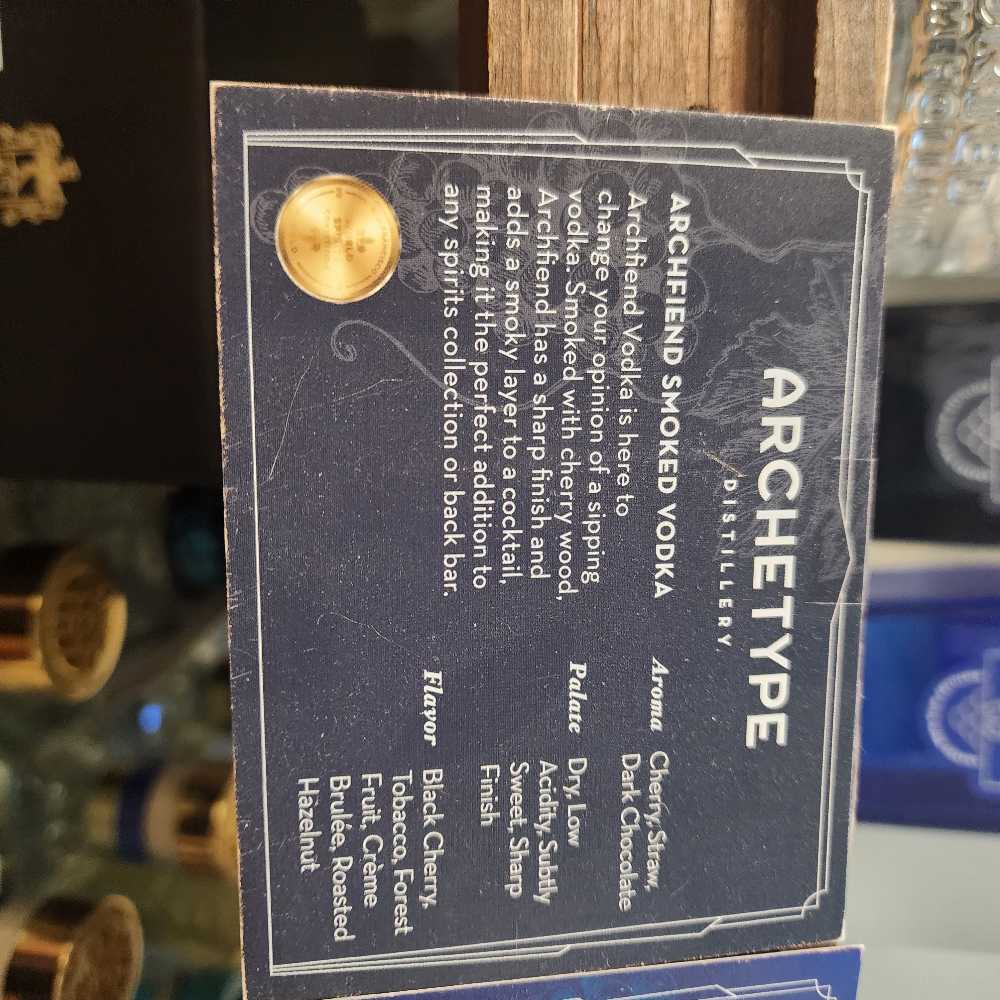 ARCHETYPE
DISTILLERY
ARCHFIEND SMOKED VODKA
Archfiend Vodka is here to
change your opinion of a sipping
vodka. Smoked with cherry wood,
Archfiend has a sharp finish and
adds a smoky layer to a cocktail,
making it the perfect addition to
any spirits collection or back bar.
Aroma Cherry, Straw,
Dark Chocolate
Palate Dry, Low
Acidity, Subtly
Sweet, Sharp
Finish
Flavor Black Cherry,
Tobacco, Forest
Fruit, Crème
Brulée, Roasted
Hazelnut